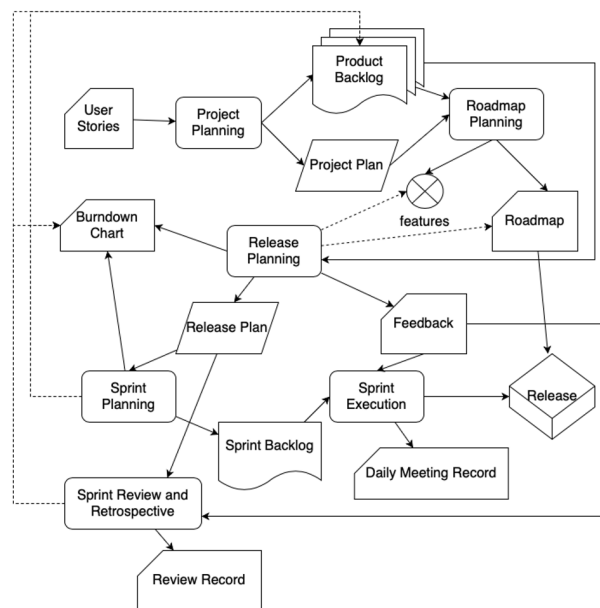 Product
Backlog
User
Stories
Project
Planning
Roadmap
Planning
Project Plan
features
Roadmap
Burndown
Chart
Release
Planning
Release Plan
Feedback
Sprint
Planning
Sprint
Execution
Release
Sprint Backlog
Daily Meeting Record
Sprint Review and
Retrospective
Review Record